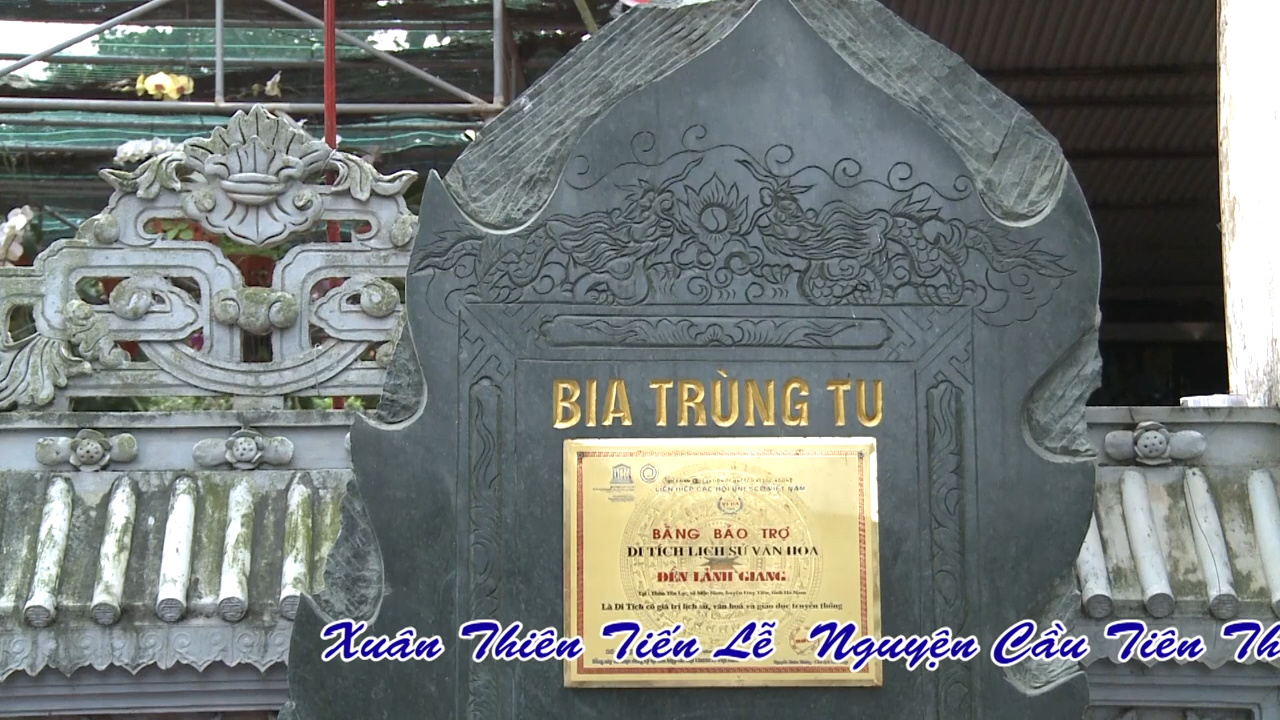 BIA TRÙNG TU
LIÊN HIỆP CÁC HỘI UNESCO VIỆT NAM
BẰNG BẢO TRỢ
DI TÍCH LỊCH SỬ VĂN HOÁ
ĐỀN LẢNH GIANG
Là Di Tích có giá trị lịch sử, văn hoá và giáo dục truyền thống
Xuân Thiên Tiến Lễ Nguyện Cầu Tiên Th